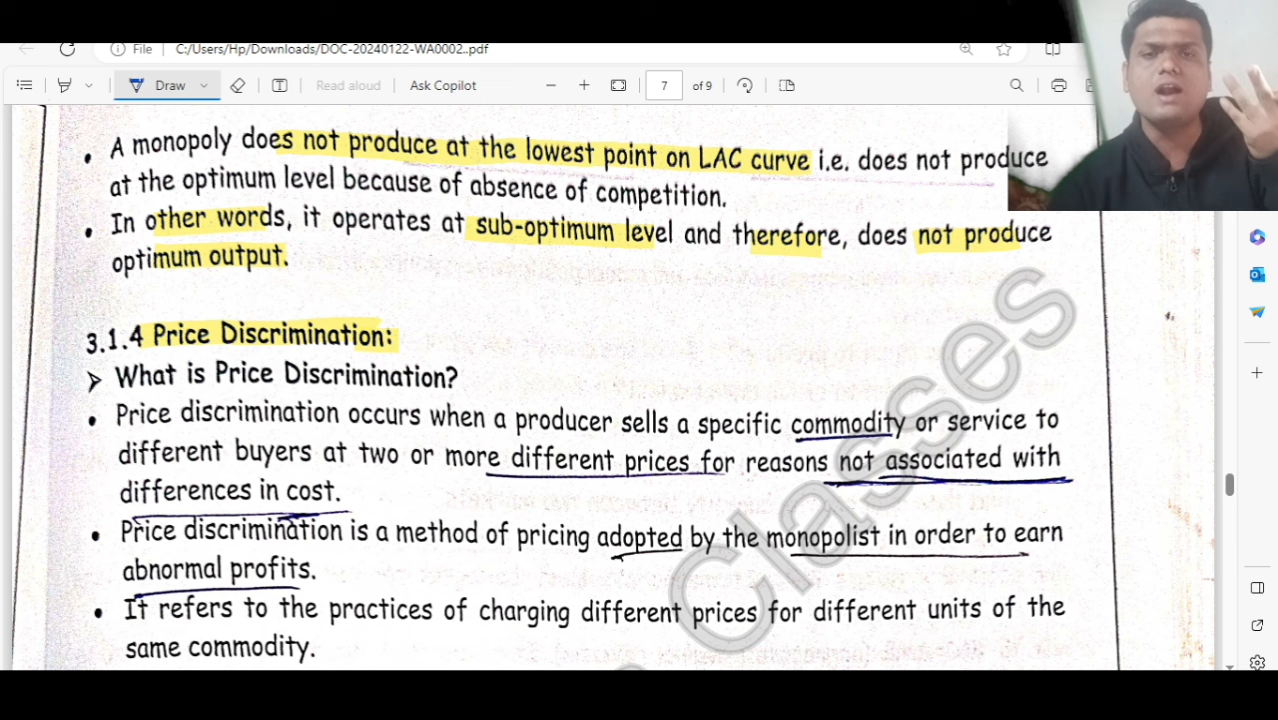 File C:/Users/Hp/Downloads/DOC-20240122-WA0002..pdf
Draw Read aloud Ask Copilot 7 of 9
• A monopoly does not produce at the lowest point on LAC curve i.e. does not produce
at the optimum level because of absence of competition.
• In other words, it operates at sub-optimum level and therefore, does not produce
optimum output.
3.1.4 Price Discrimination:
➢ What is Price Discrimination?
• Price discrimination occurs when a producer sells a specific commodity or service to
different buyers at two or more different prices for reasons not associated with
differences in cost.
• Price discrimination is a method of pricing adopted by the monopolist in order to earn
abnormal profits.
• It refers to the practices of charging different prices for different units of the
same commodity.
Classes